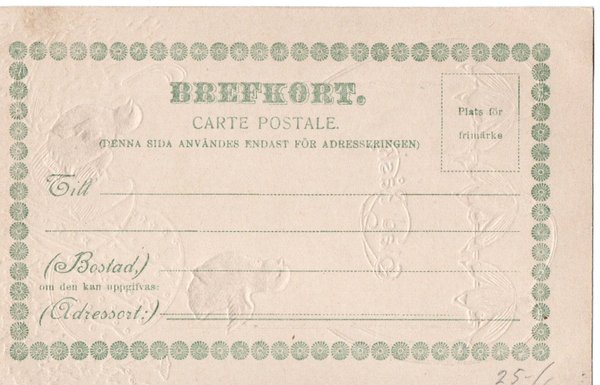 BREFKORT.
CARTE POSTALE.
(DENNA SIDA ANVÄNDES ENDAST FÖR ADRESSERINGEN)
Plats för
frimärke
Till
(Bostad,)
om den kan uppgifvas:
(Adressort:)
25-/